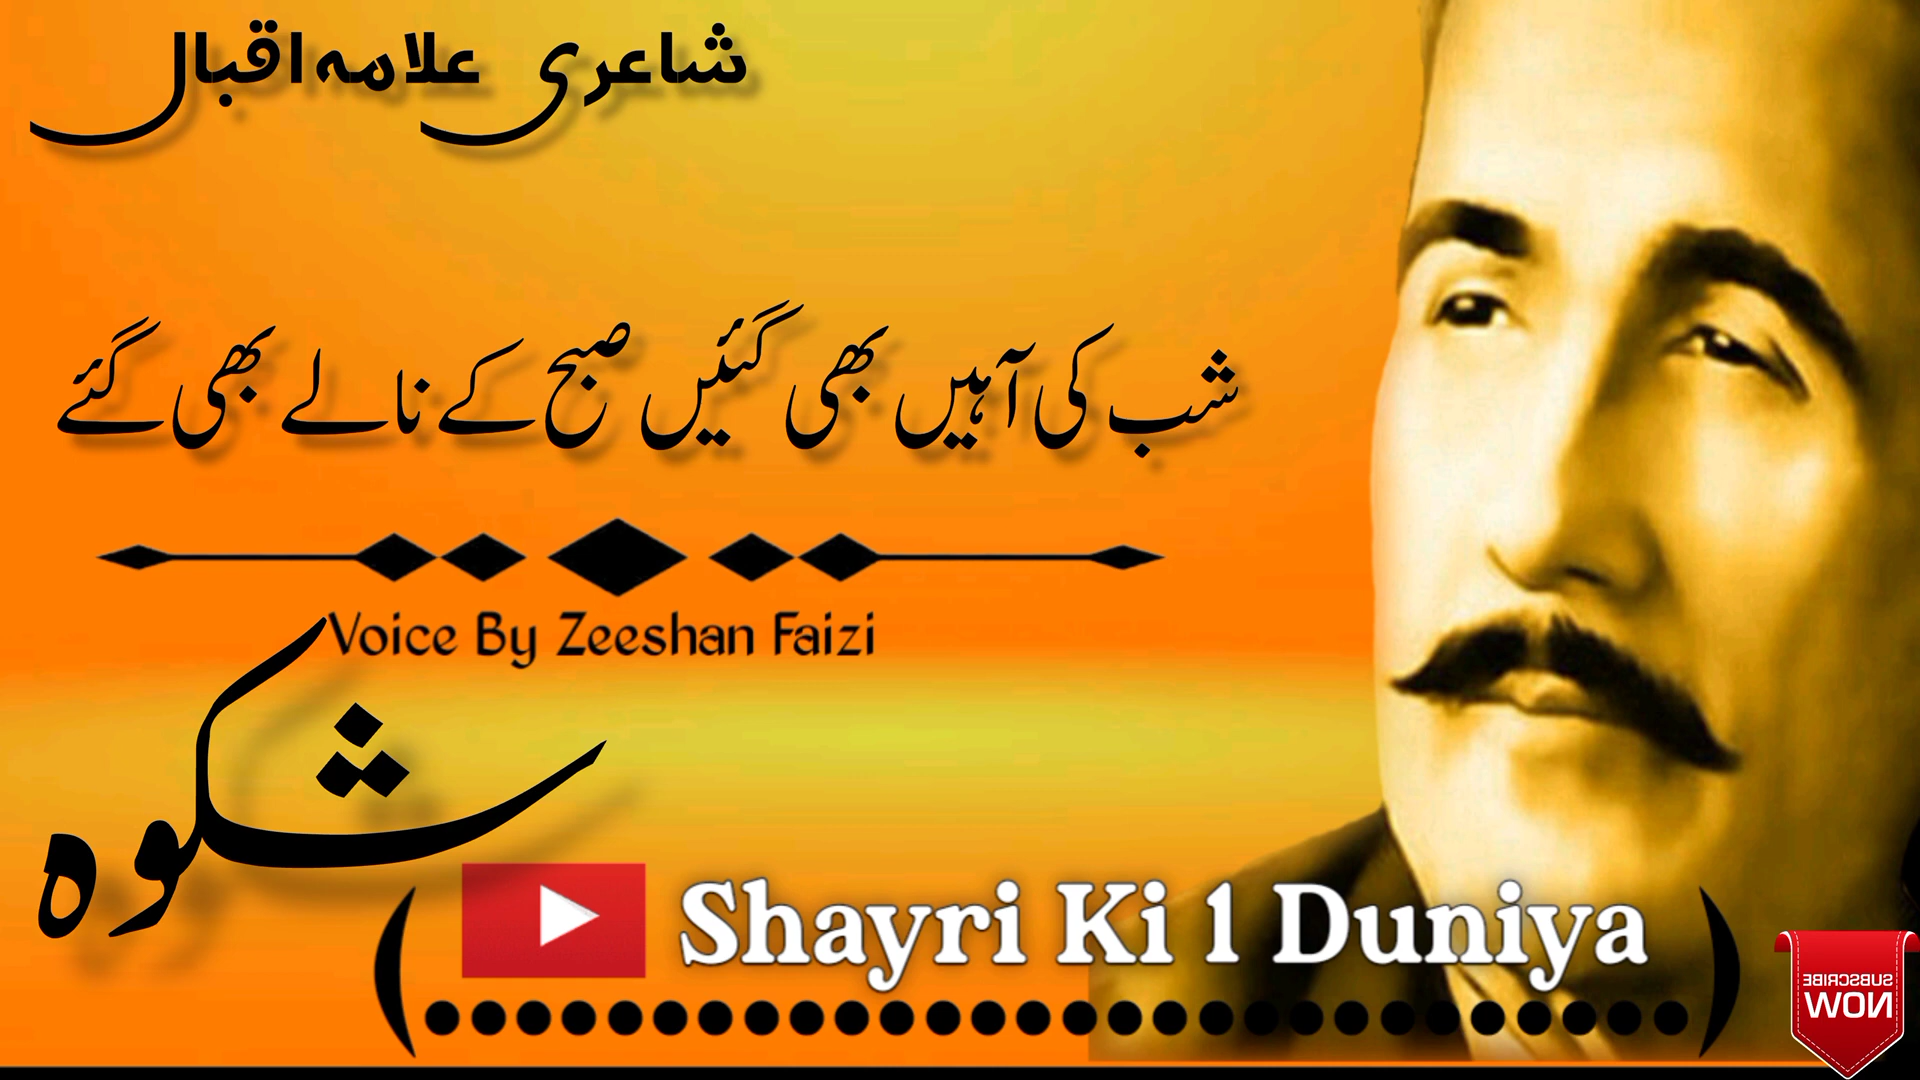 شاعری علامہ اقبال
شب کی آہیں بھی گئیں صبح کے نالے بھی گئے
Voice By Zeeshan Faizi
شکوہ
Shayri Ki 1 Duniya
SUBSCRIBE
NOW